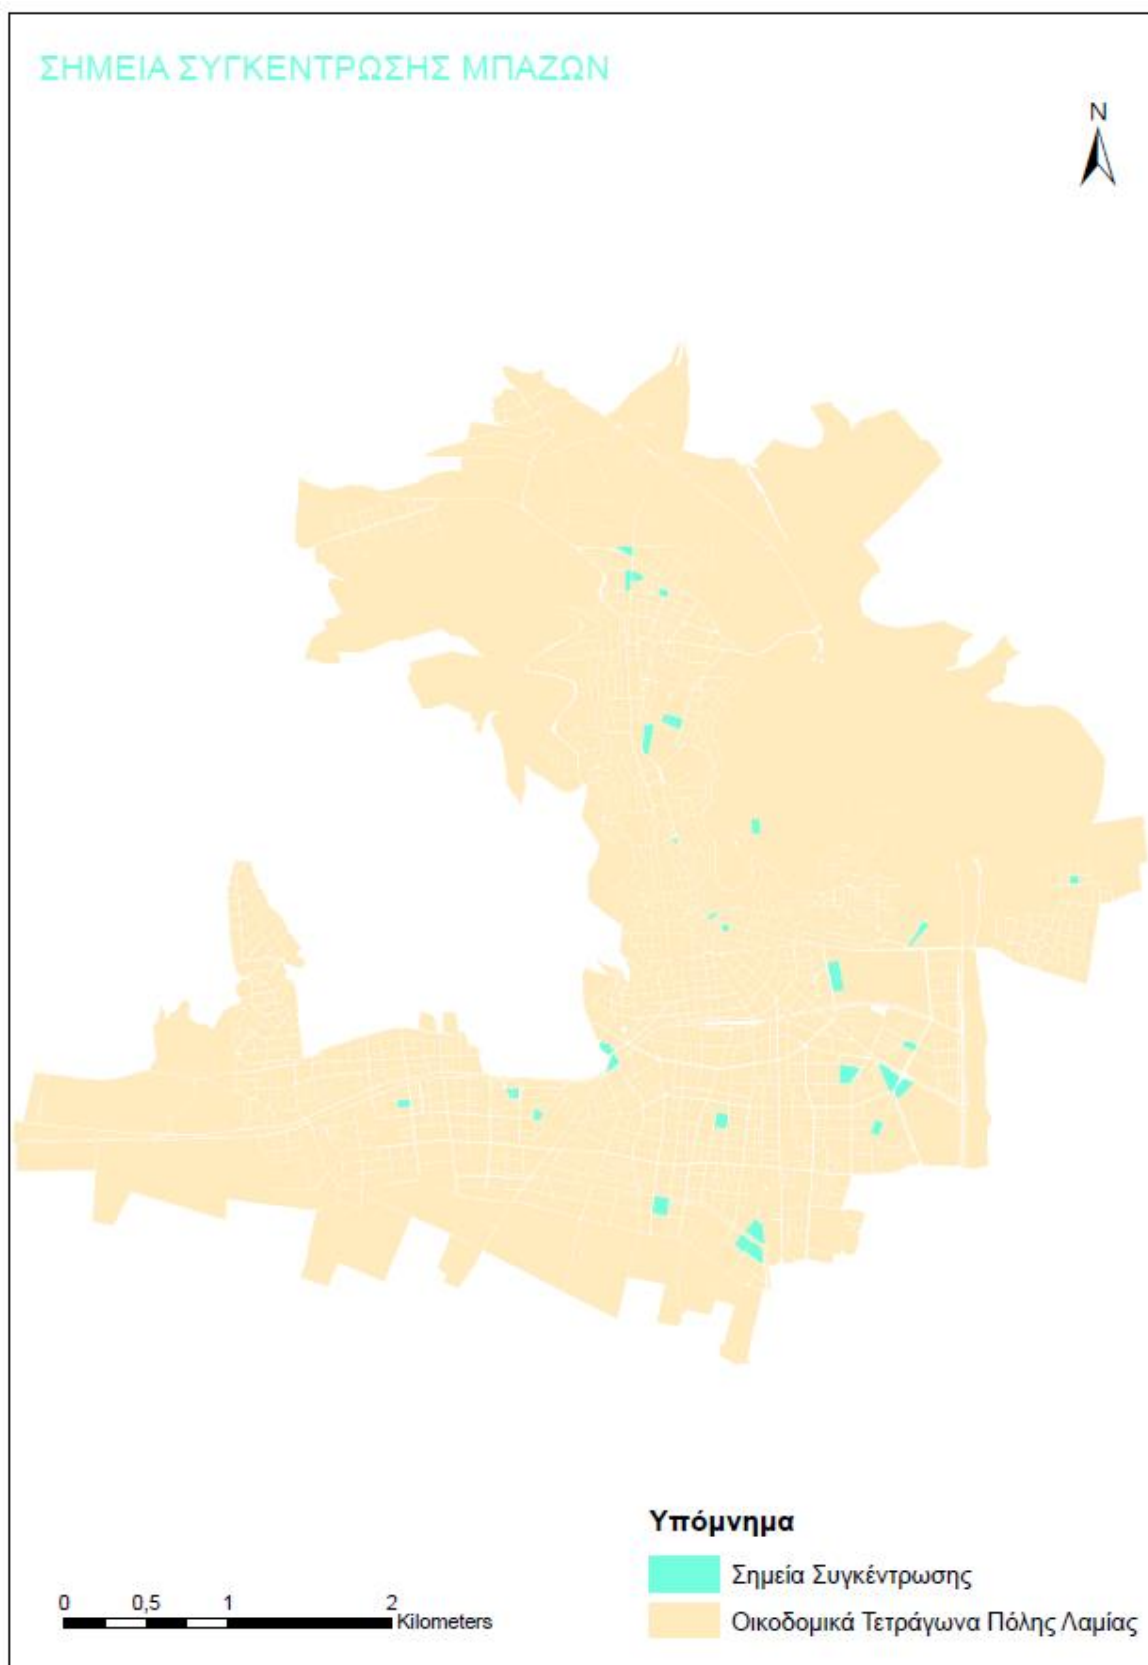 ΣΗΜΕΙΑ ΣΥΓΚΕΝΤΡΩΣΗΣ ΜΠΑΖΩΝ
N
Υπόμνημα
Σημεία Συγκέντρωσης
Οικοδομικά Τετράγωνα Πόλης Λαμίας
0 0,5 1 2
Kilometers